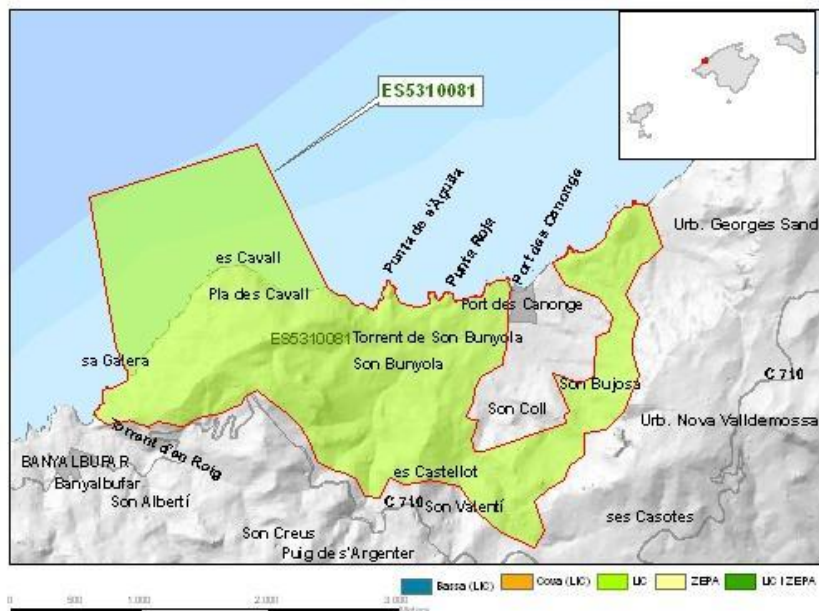 ES5310081
Punta de s'Aguila
Punta Roja
Port des Canonge
Urb. Georges Sand
es Cavall
Pla des Cavall
Port des Canonge
ES5310081
Torrent de Son Bunyola
sa Galera
Son Bunyola
C 710
Son Bujosa
Son Coll
Torrent d'en Roig
Urb. Nova Valldemossa
BANYALBUFAR
Banyalbufar
es Castellot
Son Albertí
C 710
Son Valentí
ses Casotes
Son Creus
Puig de s'Argenter
Bassa (LIC)
Cova (LIC)
LIC
ZEPA
LIC I ZEPA
0 500 1.000 2.000 3.000